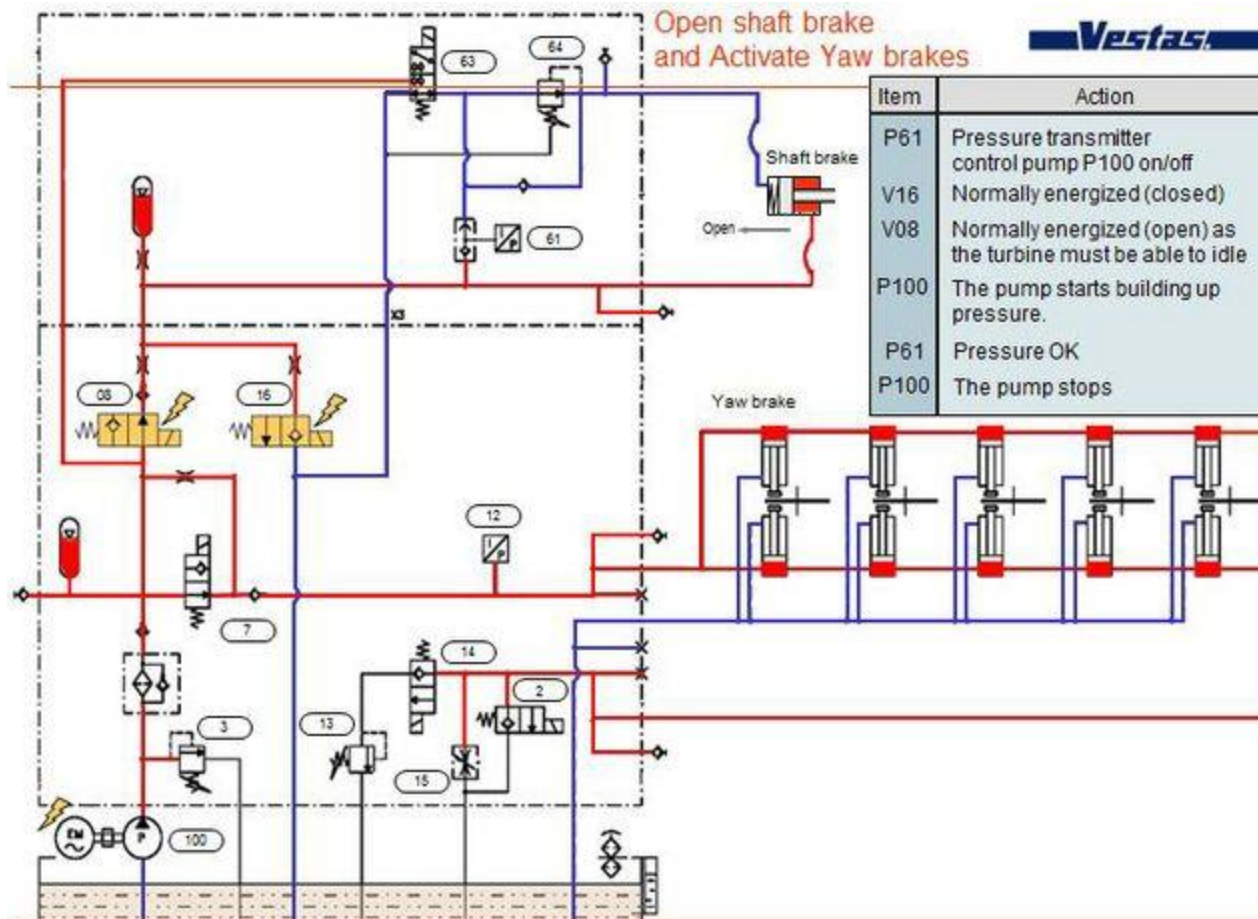 Open shaft brake
and Activate Yaw brakes
Vestas.
63
64
Item
Action
P61
Pressure transmitter
control pump P100 on/off
V16
Normally energized (closed)
V08
Normally energized (open) as
the turbine must be able to idle
P100
The pump starts building up
pressure.
P61
Pressure OK
P100
The pump stops
Shaft brake
Open
61
X3
08
16
Yaw brake
12
7
14
2
13
3
15
EM
P
100